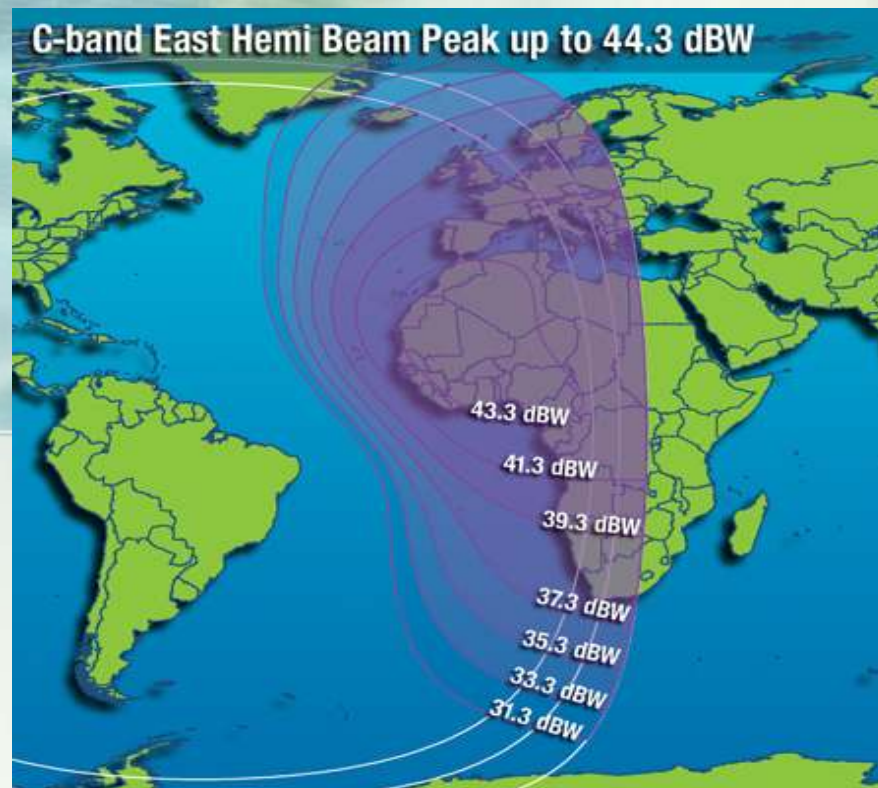 C-band East Hemi Beam Peak up to 44.3 dBW
43.3 dBW
41.3 dBW
39.3 dBW
37.3 dBW
35.3 dBW
33.3 dBW
31.3 dBW